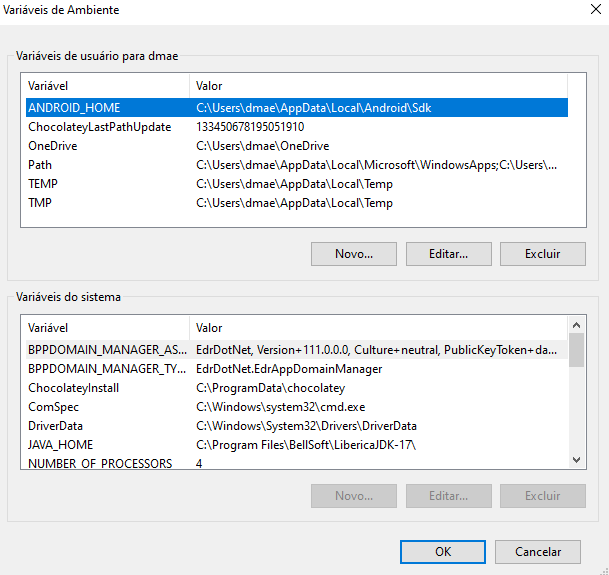 Variáveis de Ambiente
Variáveis de usuário para dmae
Variável Valor
ANDROID_HOME C:\Users\dmae\AppData\Local\Android\Sdk
ChocolateyLastPathUpdate 133450678195051910
OneDrive C:\Users\dmae\OneDrive
Path C:\Users\dmae\AppData\Local\Microsoft\WindowsApps;C:\Users\...
TEMP C:\Users\dmae\AppData\Local\Temp
TMP C:\Users\dmae\AppData\Local\Temp
Novo... Editar... Excluir
Variáveis do sistema
Variável Valor
BPPDOMAIN_MANAGER_AS... EdrDotNet, Version+111.0.0.0, Culture+neutral, PublicKeyToken+da...
BPPDOMAIN_MANAGER_TY... EdrDotNet.EdrAppDomainManager
ChocolateyInstall C:\ProgramData\chocolatey
ComSpec C:\Windows\system32\cmd.exe
DriverData C:\Windows\System32\Drivers\DriverData
JAVA_HOME C:\Program Files\BellSoft\LibericaJDK-17\
NUMBER_OF_PROCESSORS 4
Novo... Editar... Excluir
OK Cancelar